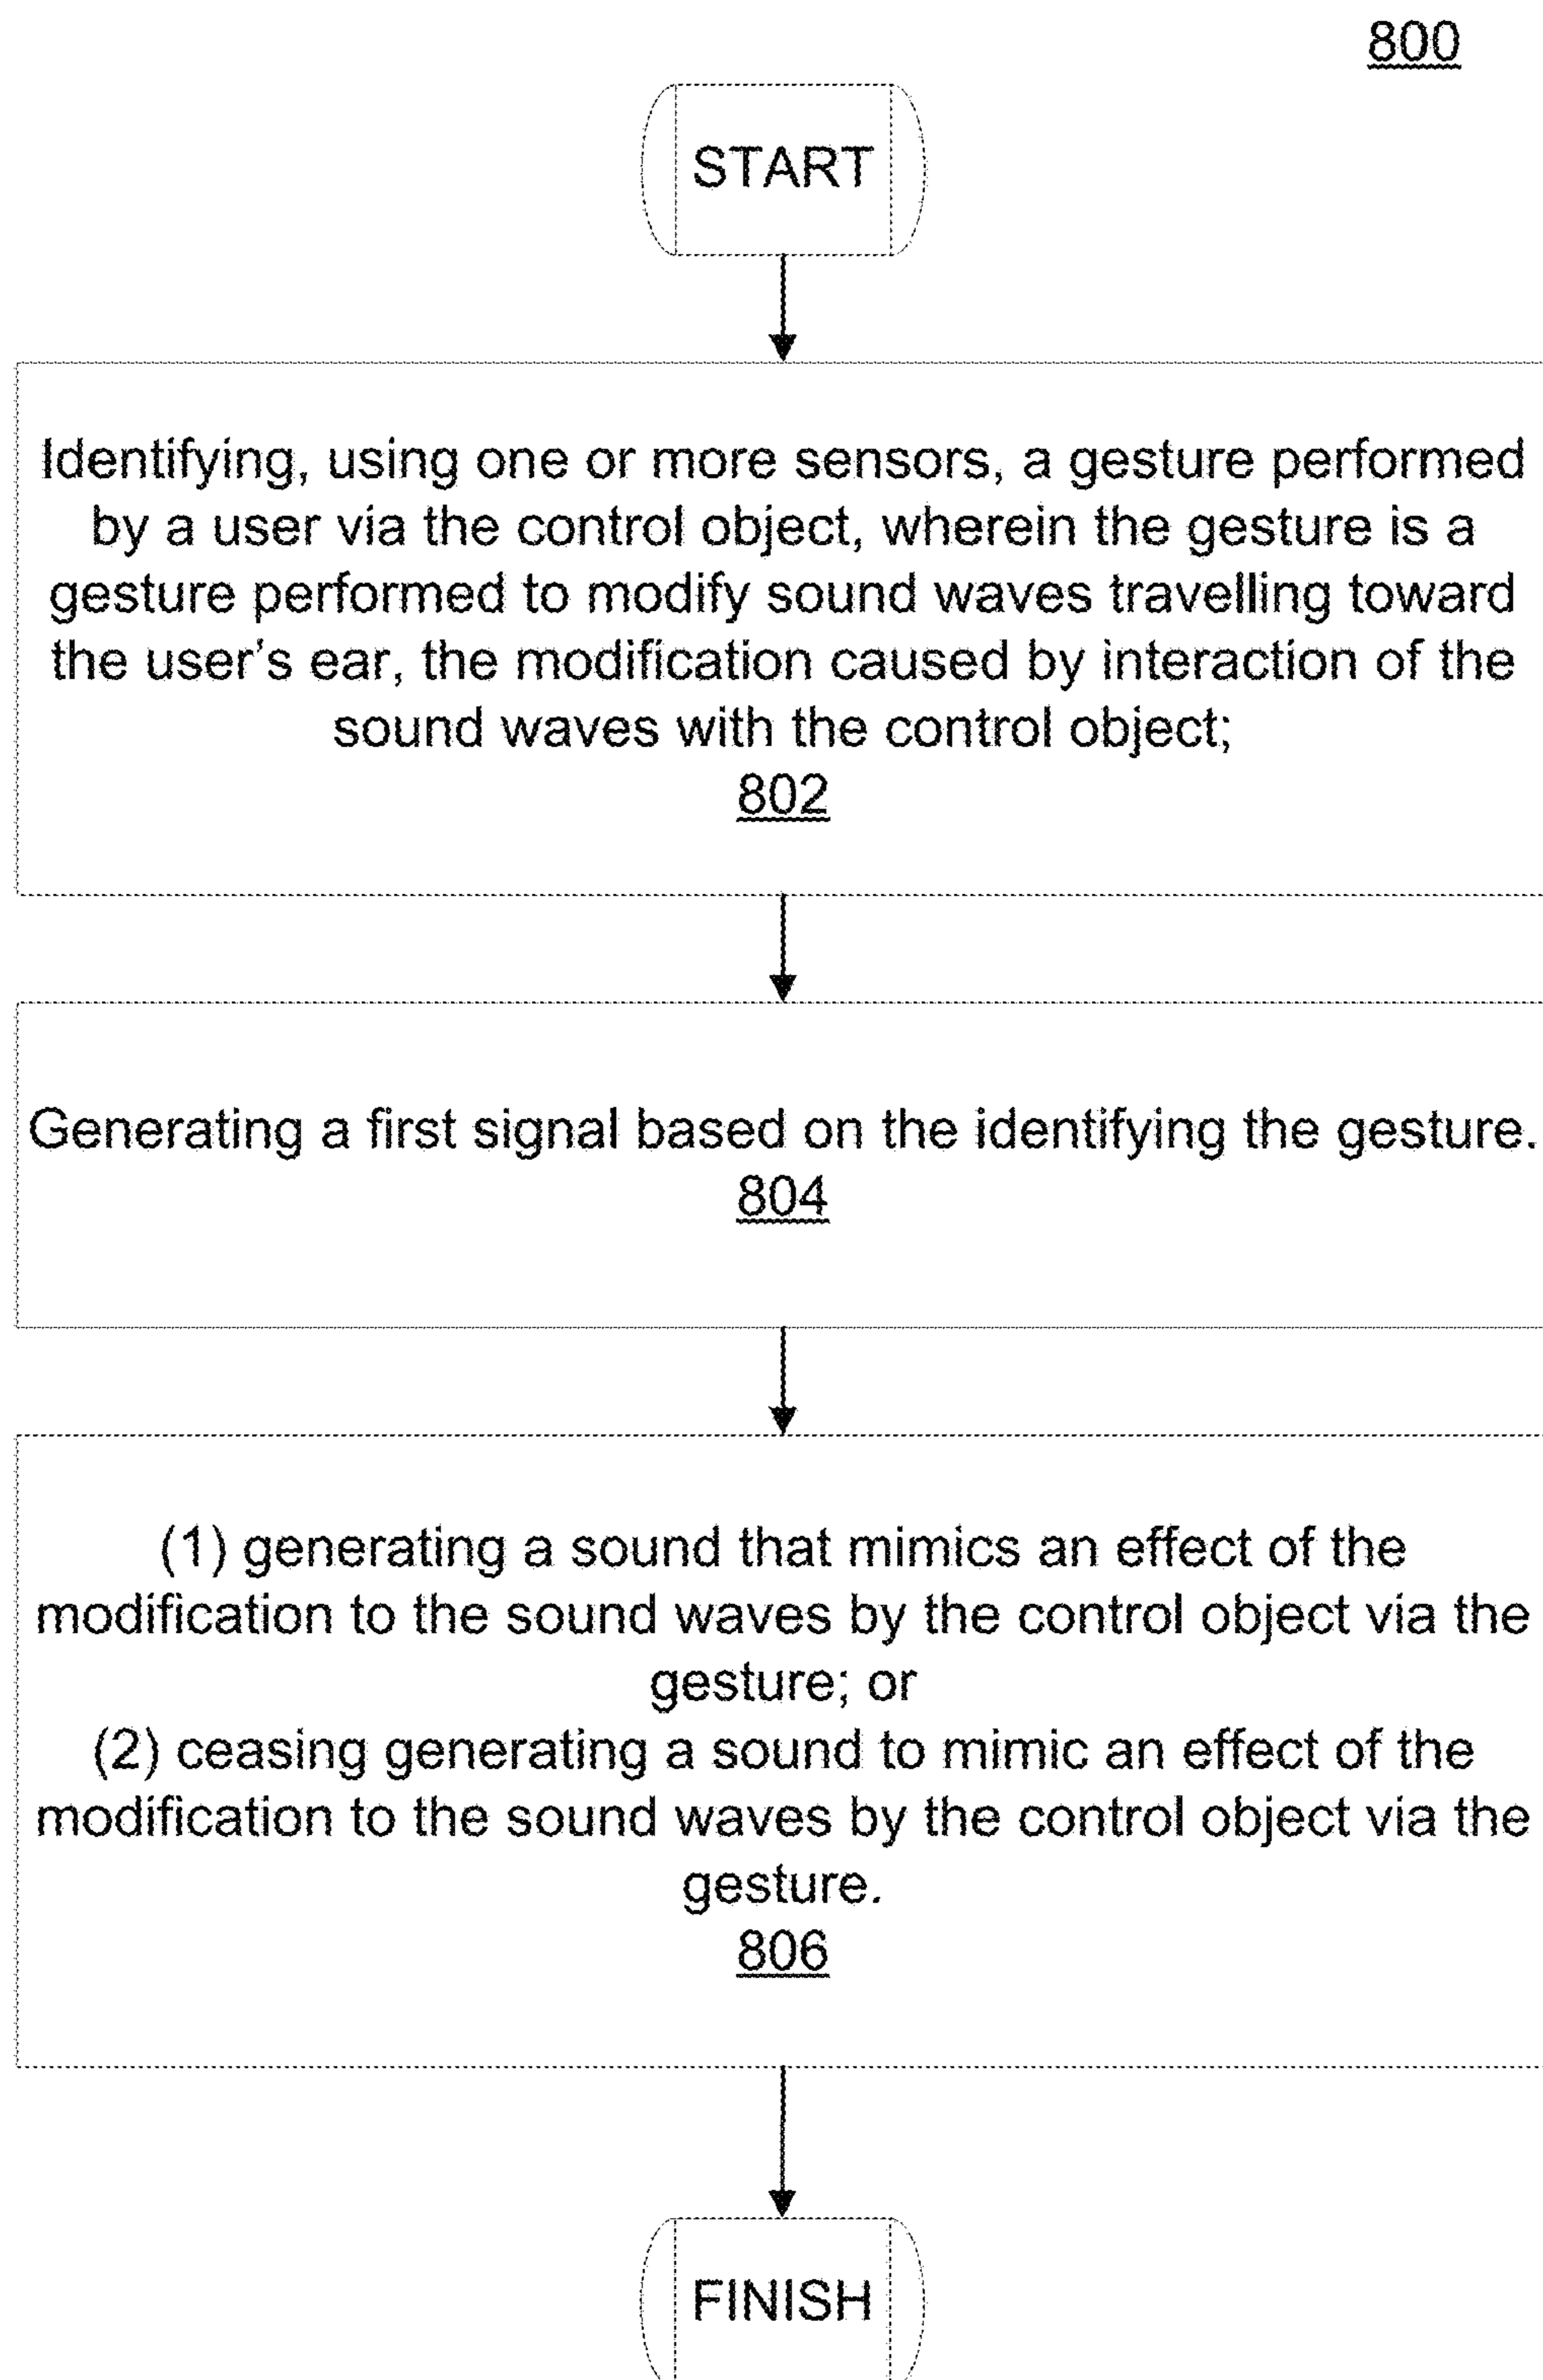 800
START
Identifying, using one or more sensors, a gesture performed
by a user via the control object, wherein the gesture is a
gesture performed to modify sound waves travelling toward
the user's ear, the modification caused by interaction of the
sound waves with the control object;
802
Generating a first signal based on the identifying the gesture.
804
(1) generating a sound that mimics an effect of the
modification to the sound waves by the control object via the
gesture; or
(2) ceasing generating a sound to mimic an effect of the
modification to the sound waves by the control object via the
gesture.
806
FINISH